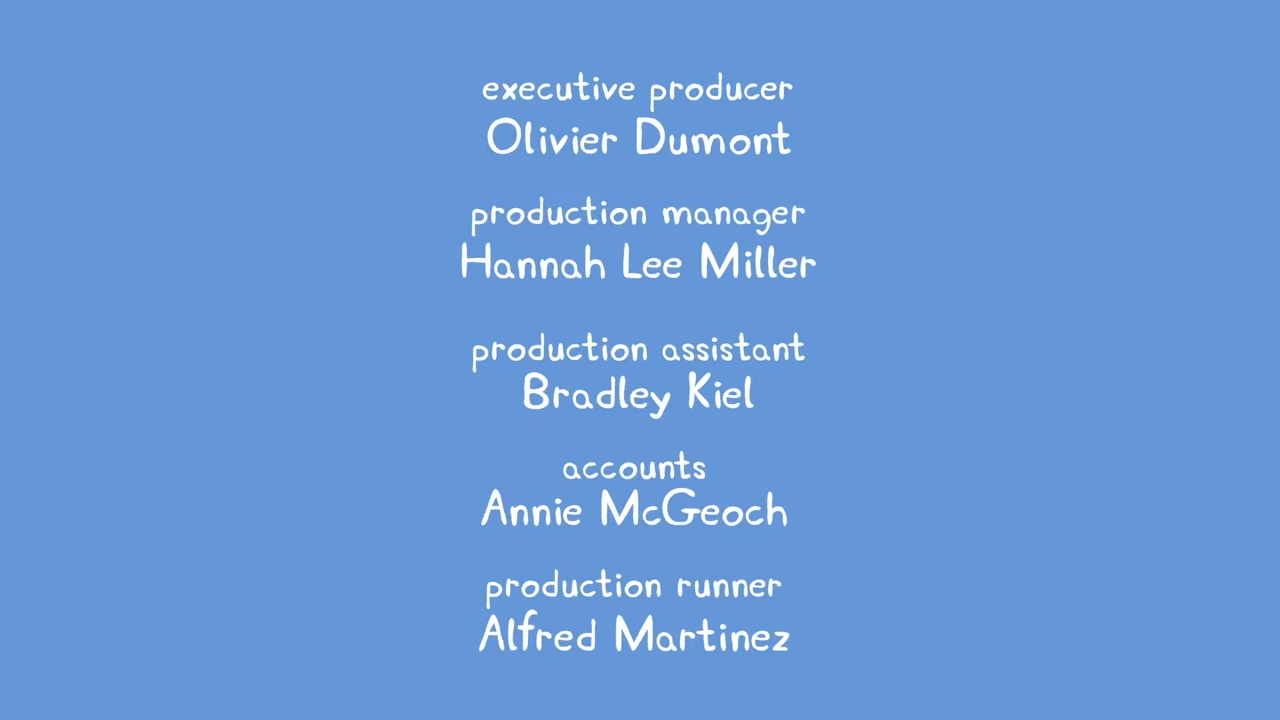 executive producer
Olivier Dumont
production manager
Hannah Lee Miller
production assistant
Bradley Kiel
accounts
Annie McGeoch
production runner
Alfred Martinez